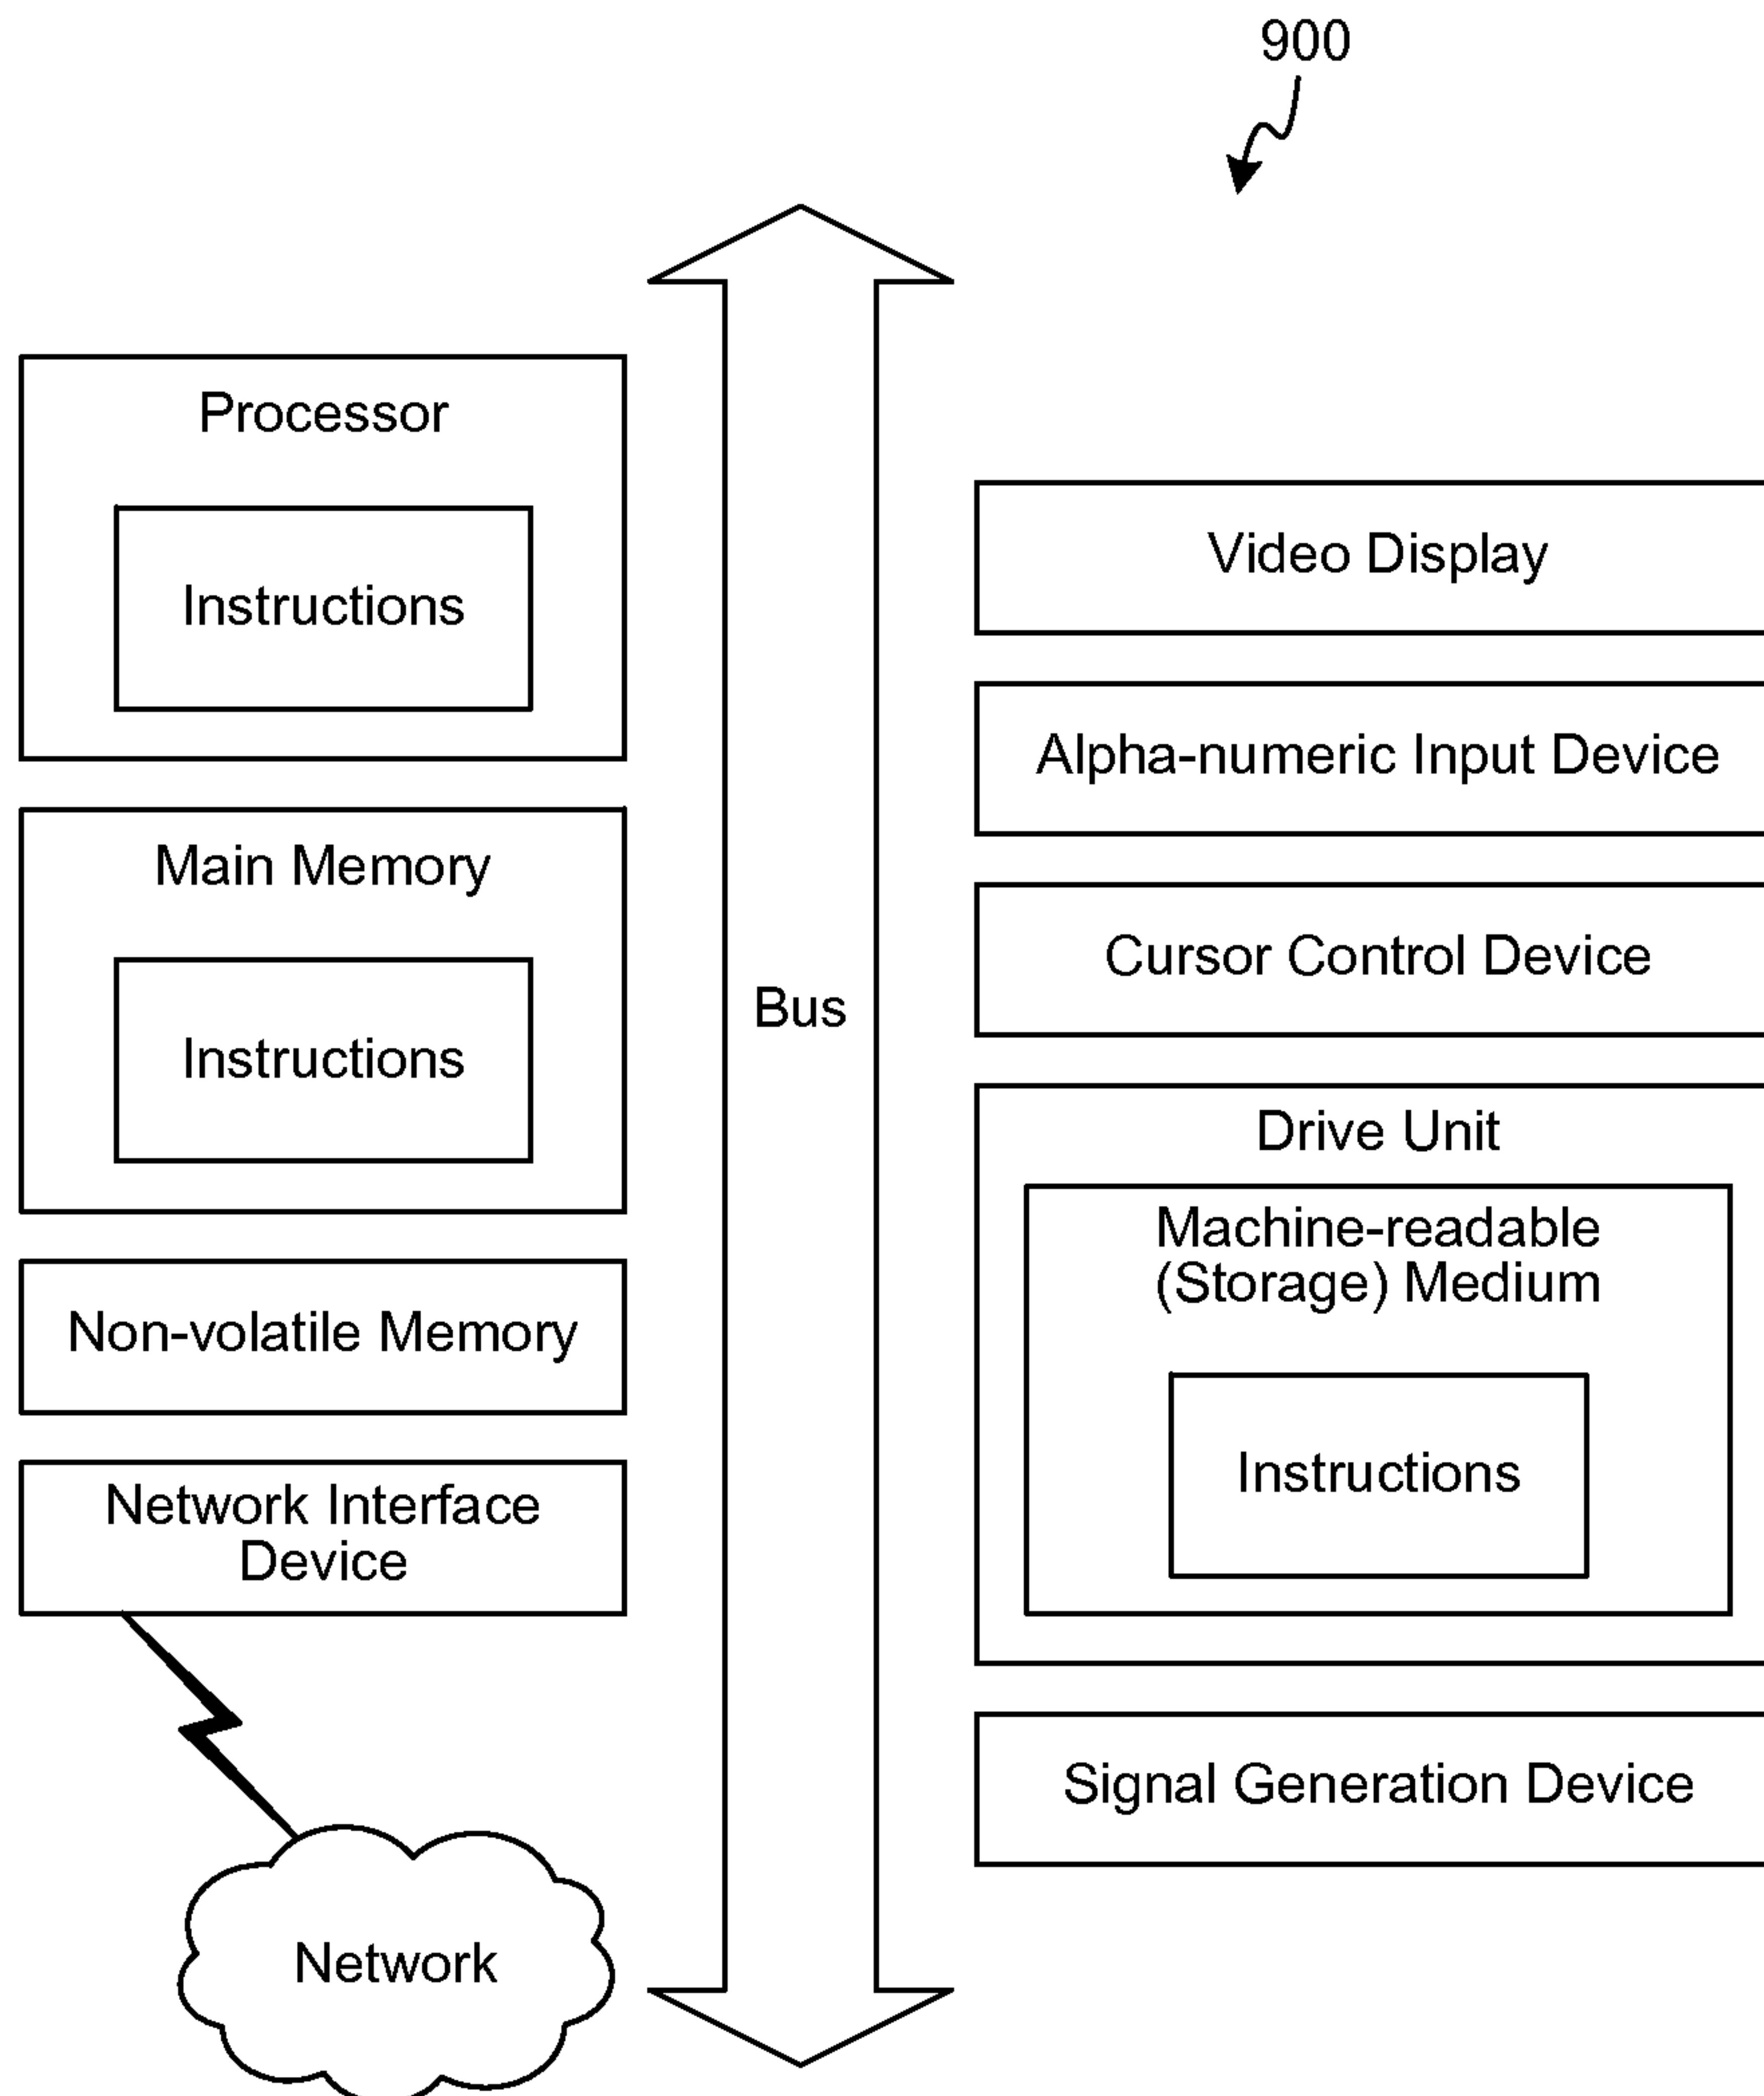 900
Processor
Instructions
Main Memory
Instructions
Non-volatile Memory
Network Interface
Device
Network
Bus
Video Display
Alpha-numeric Input Device
Cursor Control Device
Drive Unit
Machine-readable
(Storage) Medium
Instructions
Signal Generation Device